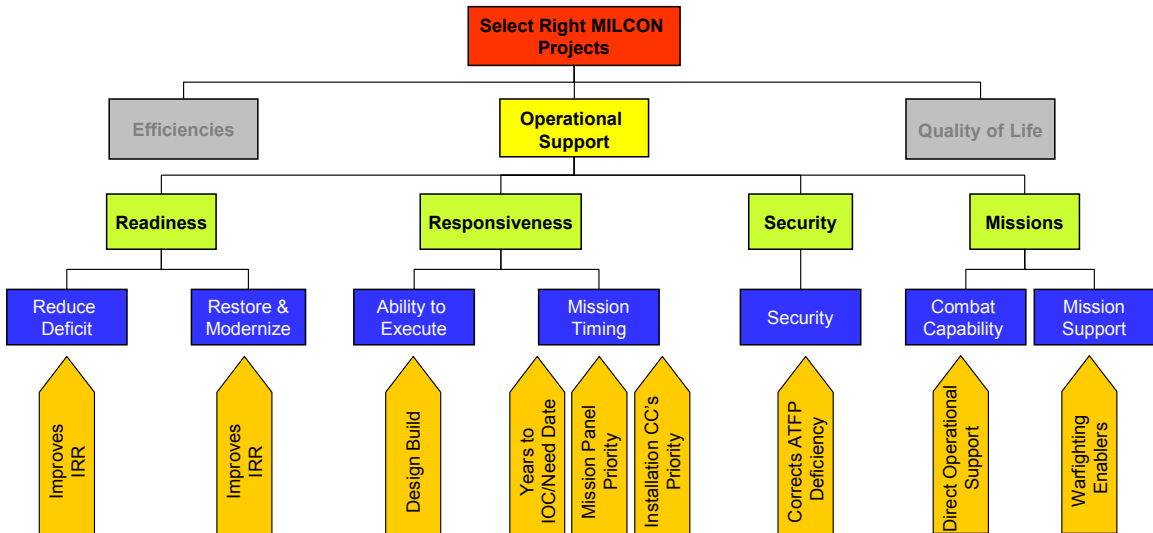 Select Right MILCON
Projects
Efficiencies
Operational
Support
Quality of Life
Readiness
Responsiveness
Security
Missions
Reduce
Deficit
Restore &
Modernize
Ability to
Execute
Mission
Timing
Security
Combat
Capability
Mission
Support
Improves
IRR
Improves
IRR
Design Build
Years to
IOC/Need Date
Mission Panel
Priority
Installation CC's
Priority
Corrects ATFP
Deficiency
Direct Operational
Support
Warfighting
Enablers